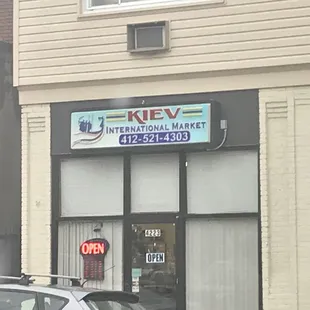 KIEV
INTERNATIONAL MARKET
412-521-4303
4223
OPEN
OPEN